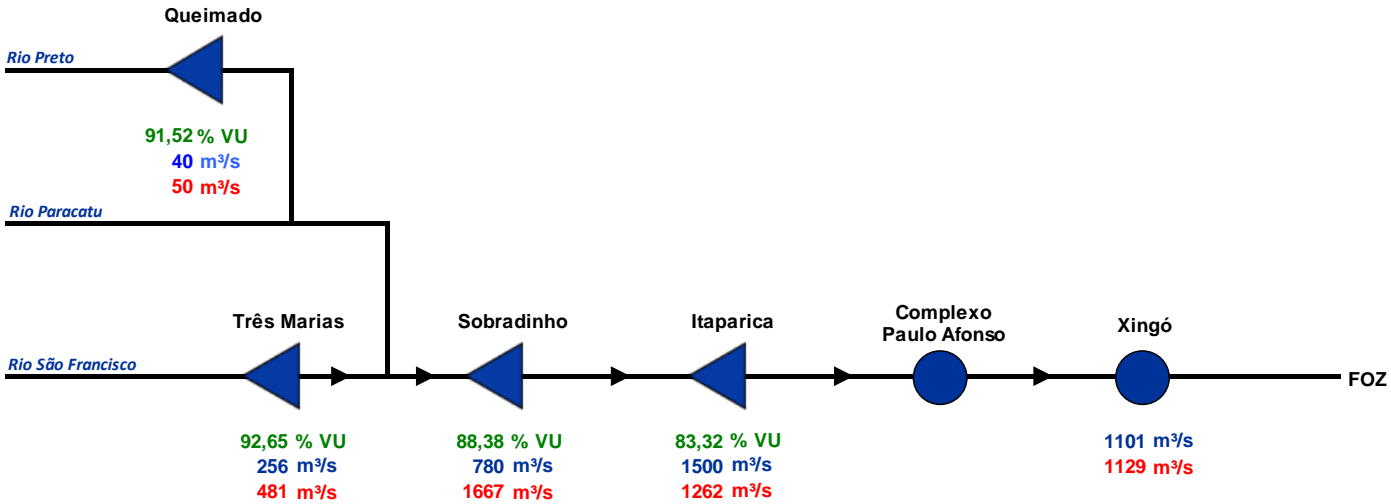 Queimado
Rio Preto
91,52 % VU
40 m³/s
50 m³/s
Rio Paracatu
Três Marias
Sobradinho
Itaparica
Complexo
Paulo Afonso
Xingó
Rio São Francisco
FOZ
92,65 % VU
256 m³/s
481 m³/s
88,38 % VU
780 m³/s
1667 m³/s
83,32 % VU
1500 m³/s
1262 m³/s
1101 m³/s
1129 m³/s